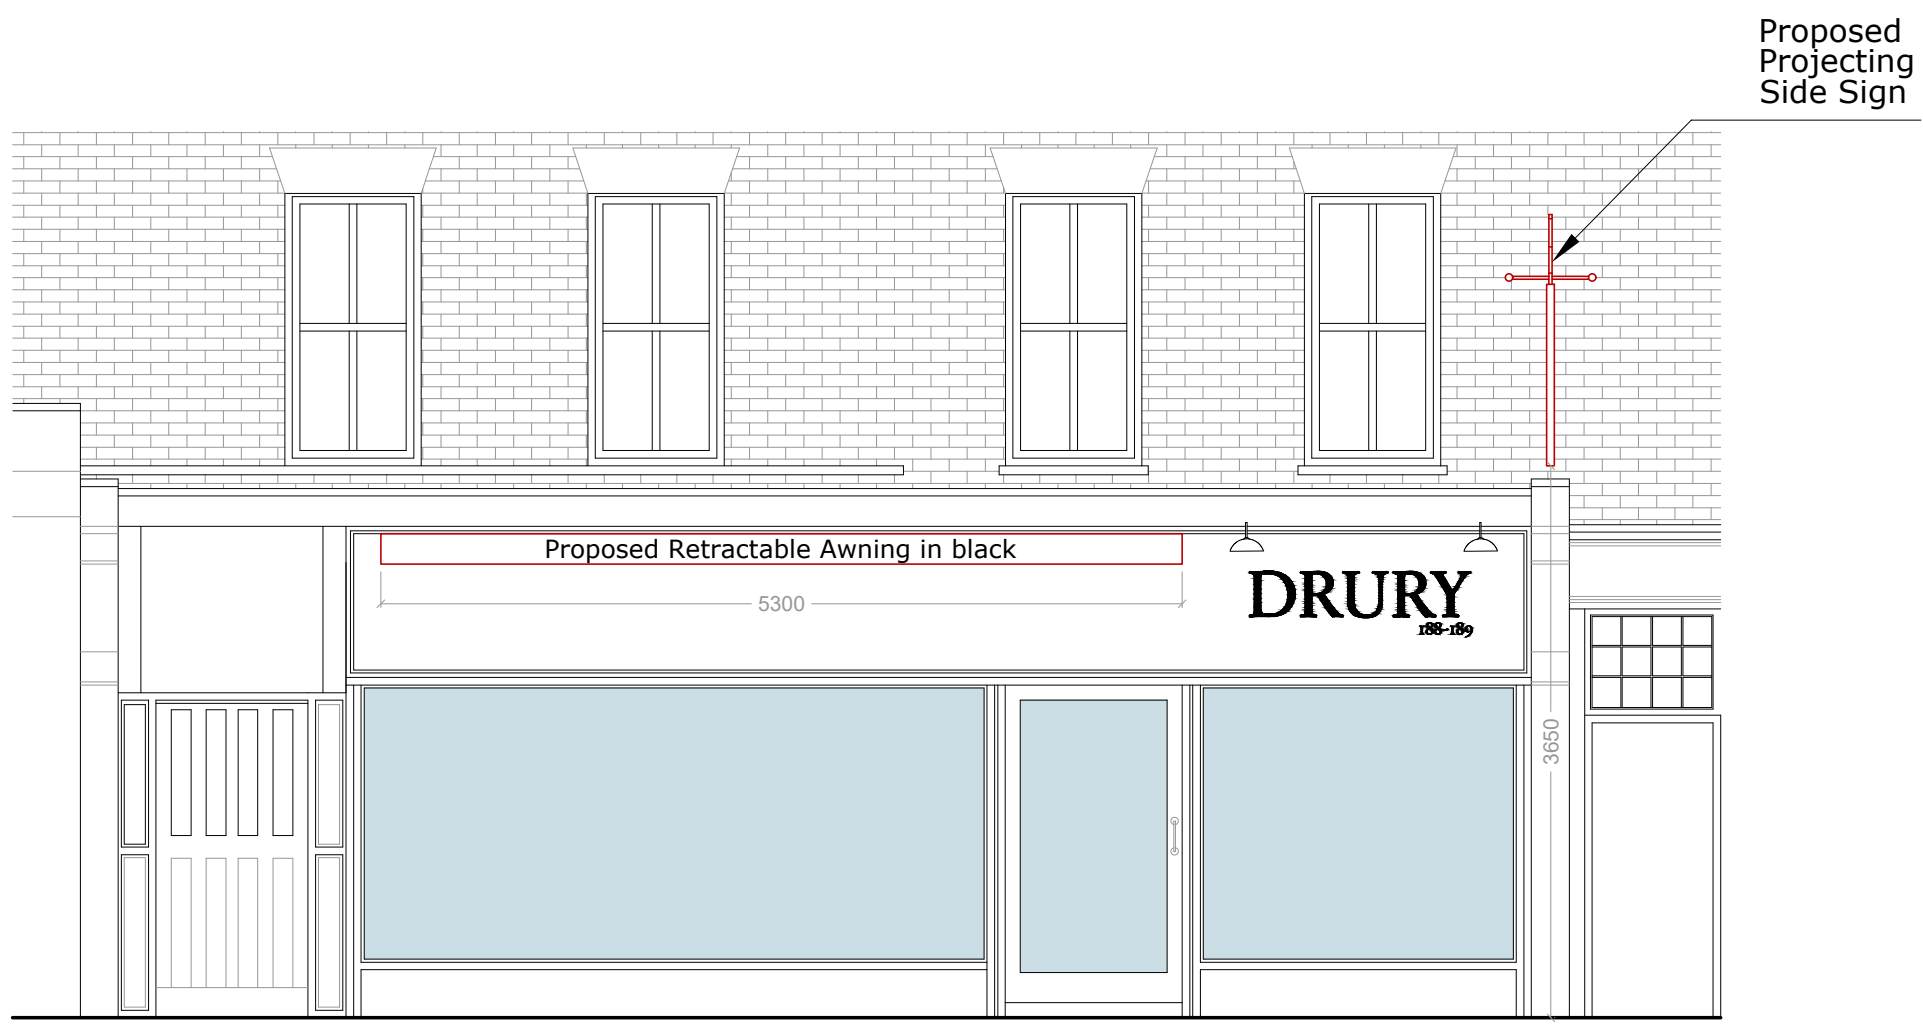 Proposed
Projecting
Side Sign
Proposed Retractable Awning in black
5300
DRURY
188-189
3650